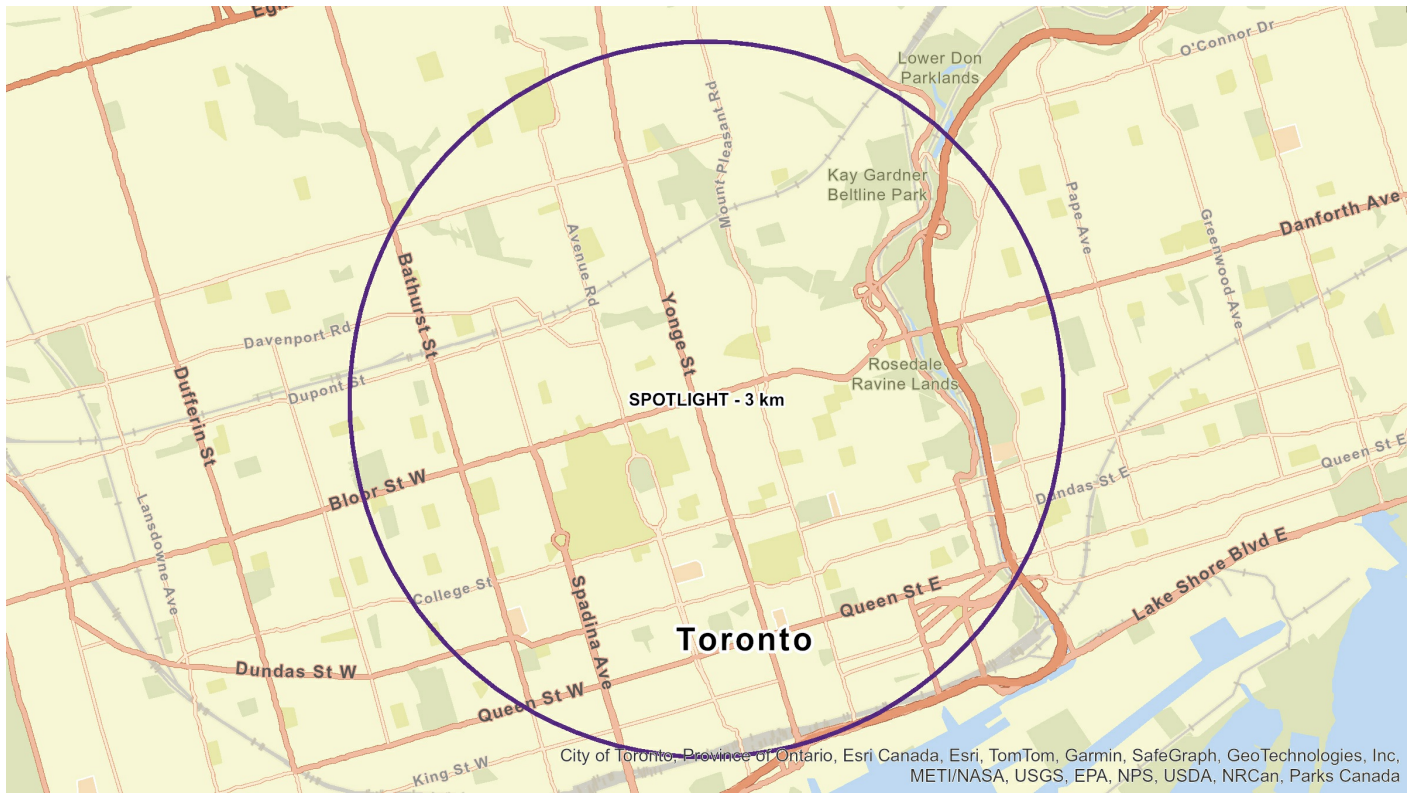 Egl
Lower Don
Parklands
O'Connor Dr
Mount Pleasant Rd
Kay Gardner
Beltline Park
Pape Ave
Greenwood Ave
Danforth Ave
Avenue Rd
Bathurst St
Yonge St
Davenport Rd
Dufferin St
Dupont St
Rosedale
Ravine Lands
SPOTLIGHT - 3 km
Bloor St W
Lansdowne Ave
Queen St E
Dundas St E
Lake Shore Blvd E
College St
Spadina Ave
Queen St E
Toronto
Dundas St W
Queen St W
King St W
City of Toronto, Province of Ontario, Esri Canada, Esri, TomTom, Garmin, SafeGraph, GeoTechnologies, Inc,
METI/NASA, USGS, EPA, NPS, USDA, NRCan, Parks Canada